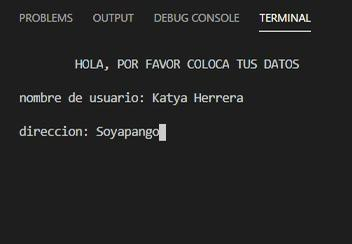 PROBLEMS OUTPUT DEBUG CONSOLE TERMINAL
HOLA, POR FAVOR COLOCA TUS DATOS
nombre de usuario: Katya Herrera
direccion: Soyapango